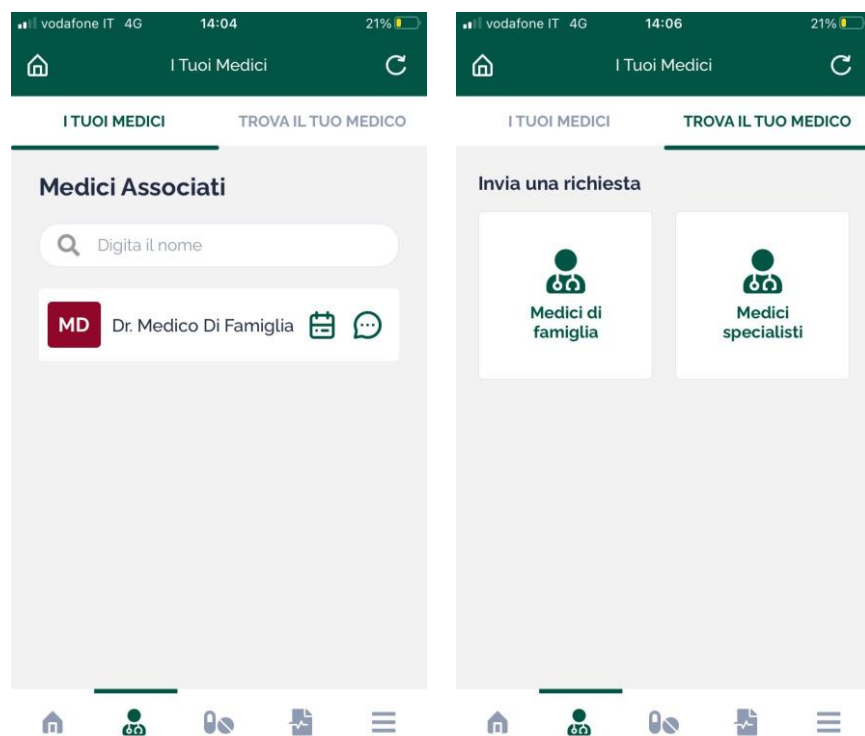 vodafone IT 4G 14:04 21%
I Tuoi Medici
I TUOI MEDICI TROVA IL TUO MEDICO
Medici Associati
Digita il nome
MD Dr. Medico Di Famiglia
vodafone IT 4G 14:06 21%
I Tuoi Medici
I TUOI MEDICI TROVA IL TUO MEDICO
Invia una richiesta
Medici di
famiglia
Medici
specialisti